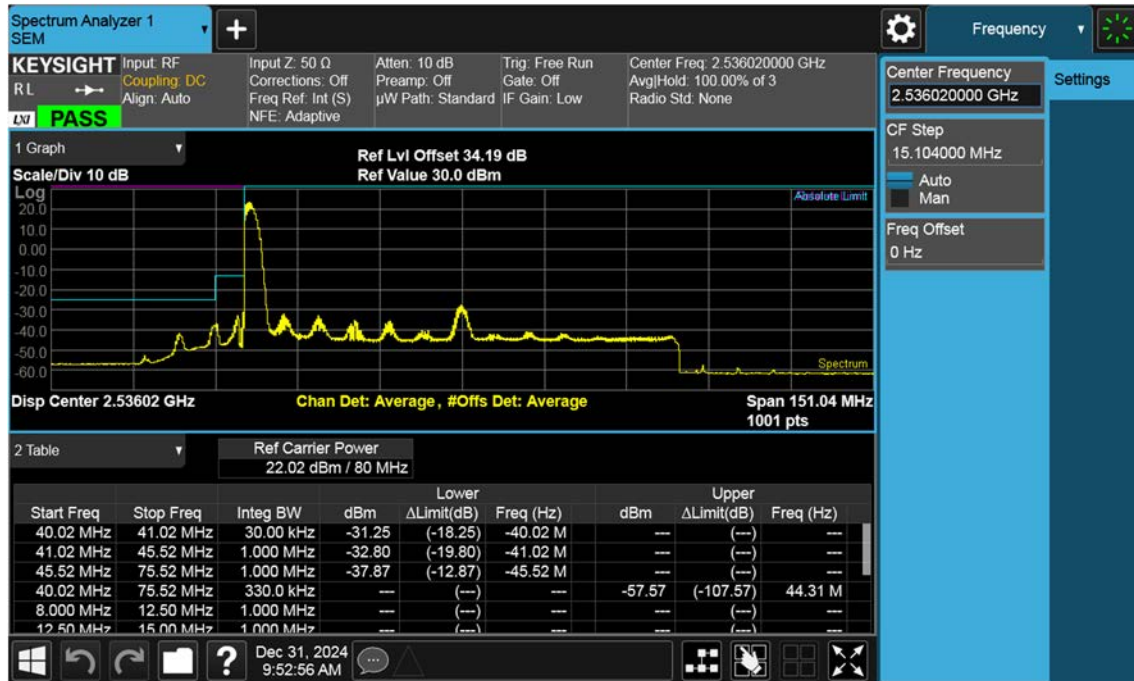 Spectrum Analyzer 1
SEM
Frequency
KEYSIGHT
R L
LXI PASS
Input: RF
Coupling: DC
Align: Auto
Input Z: 50 Ω
Corrections: Off
Freq Ref: Int (S)
NFE: Adaptive
Atten: 10 dB
Preamp: Off
µW Path: Standard
Trig: Free Run
Gate: Off
IF Gain: Low
Center Freq: 2.536020000 GHz
Avg|Hold: 100.00% of 3
Radio Std: None
Center Frequency
2.536020000 GHz
Settings
CF Step
15.104000 MHz
Auto
Man
Freq Offset
0 Hz
1 Graph
Scale/Div 10 dB
Ref Lvl Offset 34.19 dB
Ref Value 30.0 dBm
Log
Absolute Limit
20.0
10.0
0.00
-10.0
-20.0
-30.0
-40.0
-50.0
-60.0
Spectrum
Disp Center 2.53602 GHz
Chan Det: Average, #Offs Det: Average
Span 151.04 MHz
1001 pts
2 Table
Ref Carrier Power
22.02 dBm / 80 MHz
Lower Upper
Start Freq Stop Freq Integ BW dBm ΔLimit(dB) Freq (Hz) dBm ΔLimit(dB) Freq (Hz)
40.02 MHz 41.02 MHz 30.00 kHz -31.25 (-18.25) -40.02 M --- (---) ---
41.02 MHz 45.52 MHz 1.000 MHz -32.80 (-19.80) -41.02 M --- (---) ---
45.52 MHz 75.52 MHz 1.000 MHz -37.87 (-12.87) -45.52 M --- (---) ---
40.02 MHz 75.52 MHz 330.0 kHz --- (---) --- -57.57 (-107.57) 44.31 M
8.000 MHz 12.50 MHz 1.000 MHz --- (---) --- --- (---) ---
12.50 MHz 15.00 MHz 1.000 MHz --- (---) --- --- (---) ---
Dec 31, 2024
9:52:56 AM